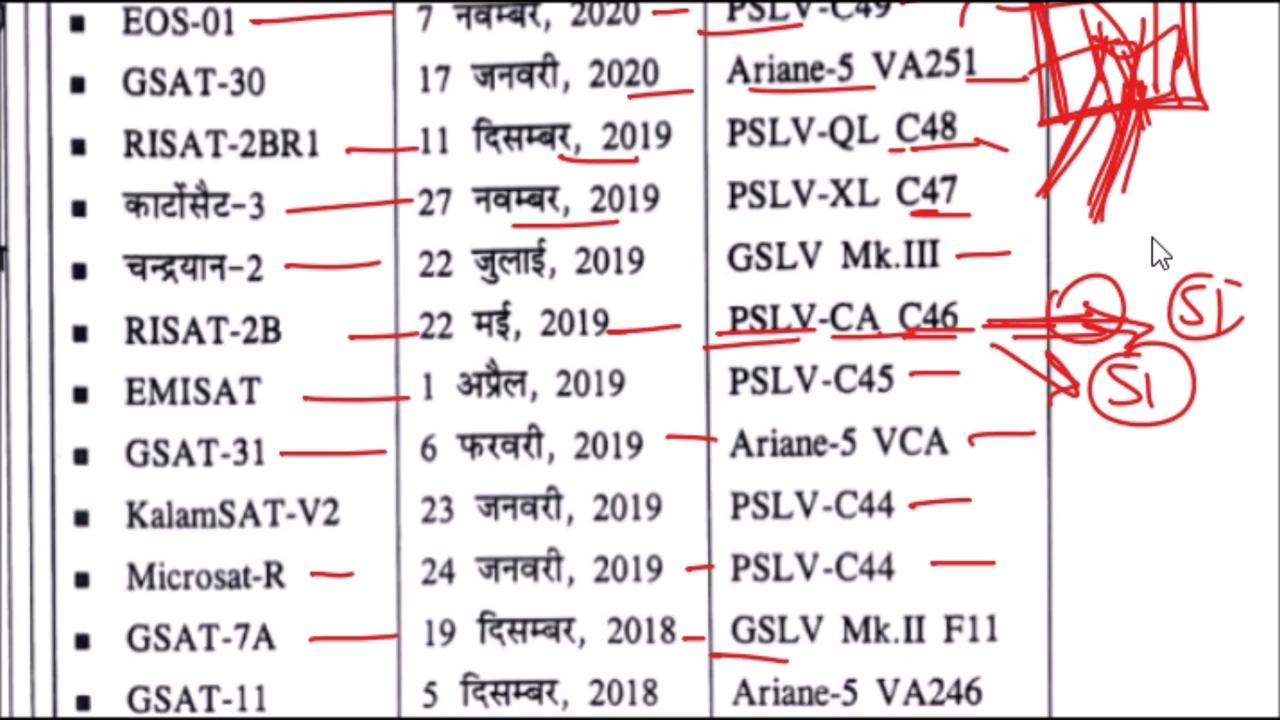 ▪ EOS-01 7 नवम्बर, 2020 PSLV-C49
▪ GSAT-30 17 जनवरी, 2020 Ariane-5 VA251
▪ RISAT-2BR1 11 दिसम्बर, 2019 PSLV-QL C48
▪ कार्टोसैट-3 27 नवम्बर, 2019 PSLV-XL C47
▪ चन्द्रयान-2 22 जुलाई, 2019 GSLV Mk.III
▪ RISAT-2B 22 मई, 2019 PSLV-CA C46
▪ EMISAT 1 अप्रैल, 2019 PSLV-C45
▪ GSAT-31 6 फरवरी, 2019 Ariane-5 VCA
▪ KalamSAT-V2 23 जनवरी, 2019 PSLV-C44
▪ Microsat-R 24 जनवरी, 2019 PSLV-C44
▪ GSAT-7A 19 दिसम्बर, 2018 GSLV Mk.II F11
▪ GSAT-11 5 दिसम्बर, 2018 Ariane-5 VA246